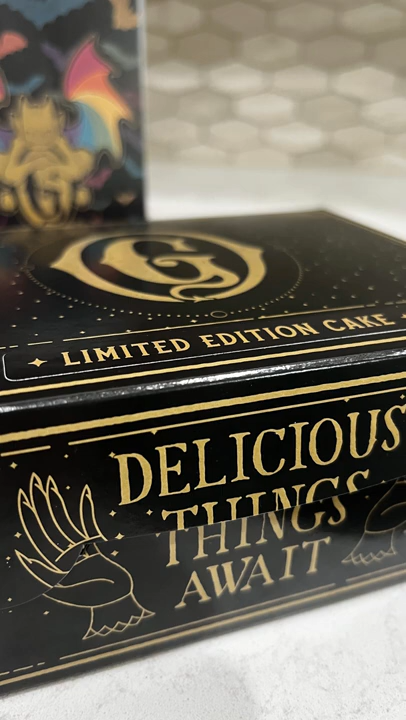 G
G
LIMITED EDITION CAKE
DELICIOUS
THINGS
AWAIT